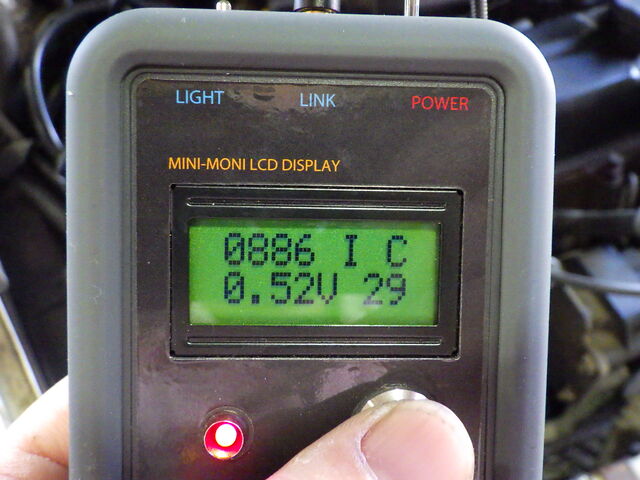 LIGHT LINK POWER
MINI-MONI LCD DISPLAY
0886 I C
0.52V 29